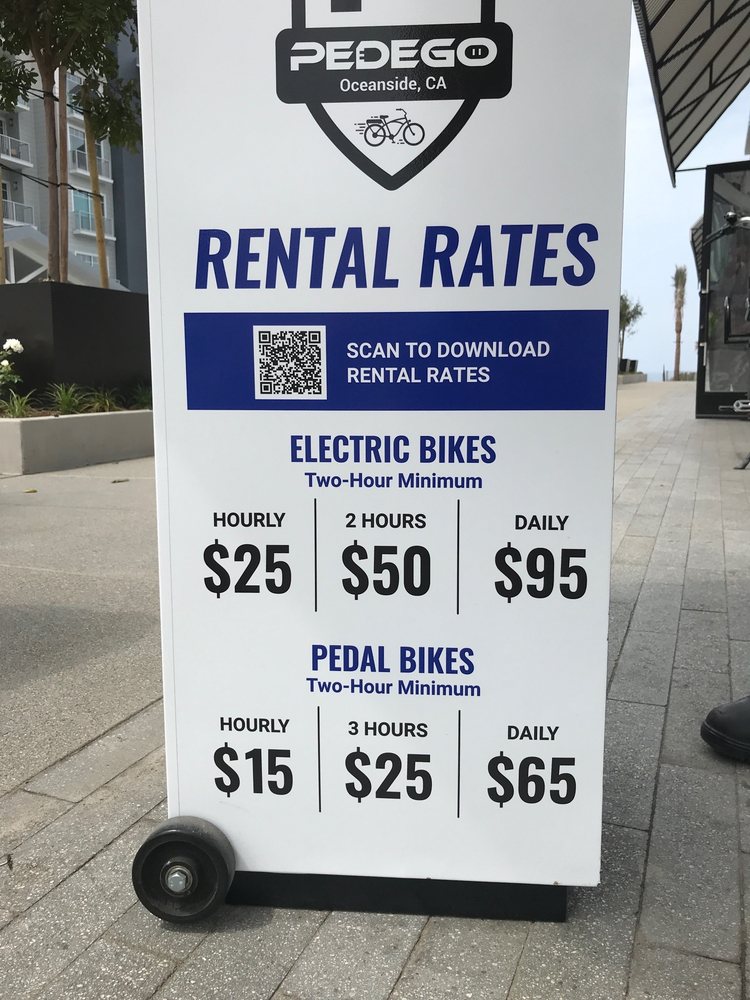 PEDEGO
Oceanside, CA
RENTAL RATES
SCAN TO DOWNLOAD
RENTAL RATES
ELECTRIC BIKES
Two-Hour Minimum
HOURLY 2 HOURS DAILY
$25 $50 $95
PEDAL BIKES
Two-Hour Minimum
HOURLY 3 HOURS DAILY
$15 $25 $65